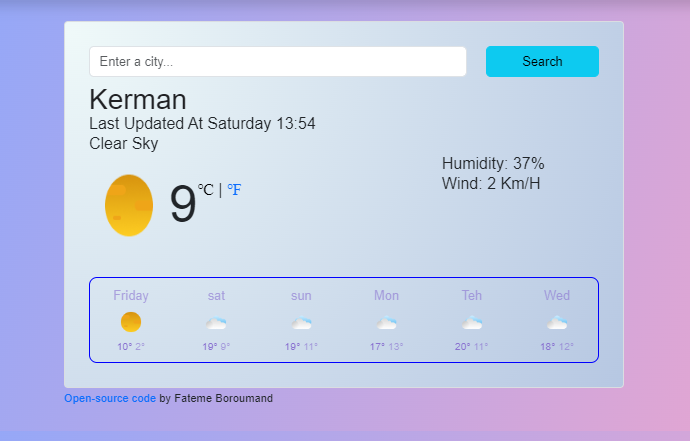 Enter a city...
Search
Kerman
Last Updated At Saturday 13:54
Clear Sky
Humidity: 37%
Wind: 2 Km/H
9°C | °F
Friday sat sun Mon Teh Wed
10° 2° 19° 9° 19° 11° 17° 13° 20° 11° 18° 12°
Open-source code by Fateme Boroumand